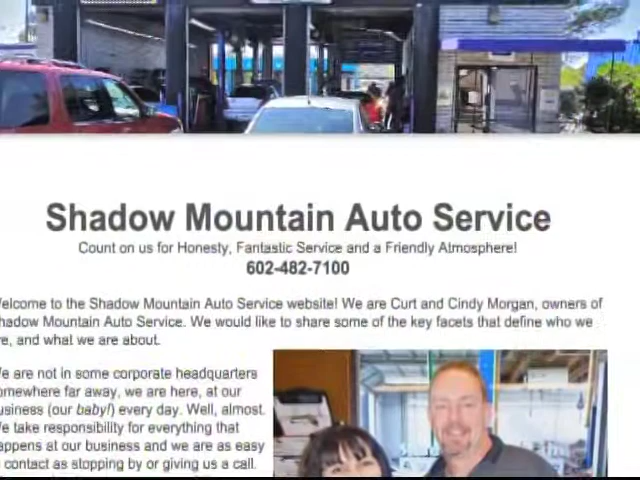 Shadow Mountain Auto Service
Count on us for Honesty, Fantastic Service and a Friendly Atmosphere!
602-482-7100
elcome to the Shadow Mountain Auto Service website! We are Curt and Cindy Morgan, owners of
hadow Mountain Auto Service. We would like to share some of the key facets that define who we
e, and what we are about.
e are not in some corporate headquarters
omewhere far away, we are here, at our
usiness (our baby!) every day. Well, almost.
e take responsibility for everything that
appens at our business and we are as easy
contact as stopping by or giving us a call.